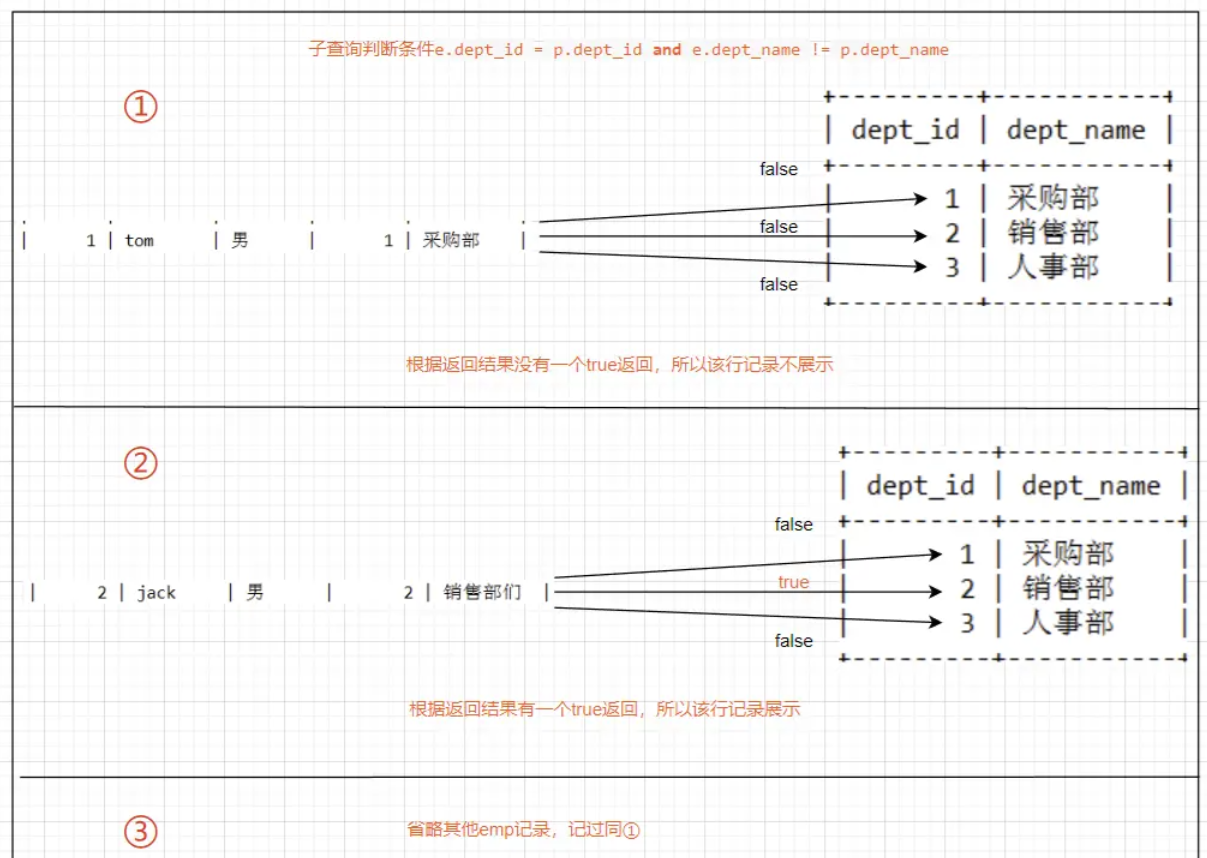 子查询判断条件e.dept_id = p.dept_id and e.dept_name != p.dept_name
①
dept_id | dept_name
false
1 | 采购部
false
| 1 | tom | 男 | 1 | 采购部 |
2 | 销售部
3 | 人事部
false
根据返回结果没有一个true返回，所以该行记录不展示
②
dept_id | dept_name
false
1 | 采购部
true
| 2 | jack | 男 | 2 | 销售部们 |
2 | 销售部
3 | 人事部
false
根据返回结果有一个true返回，所以该行记录展示
③
省略其他emp记录，记过同①